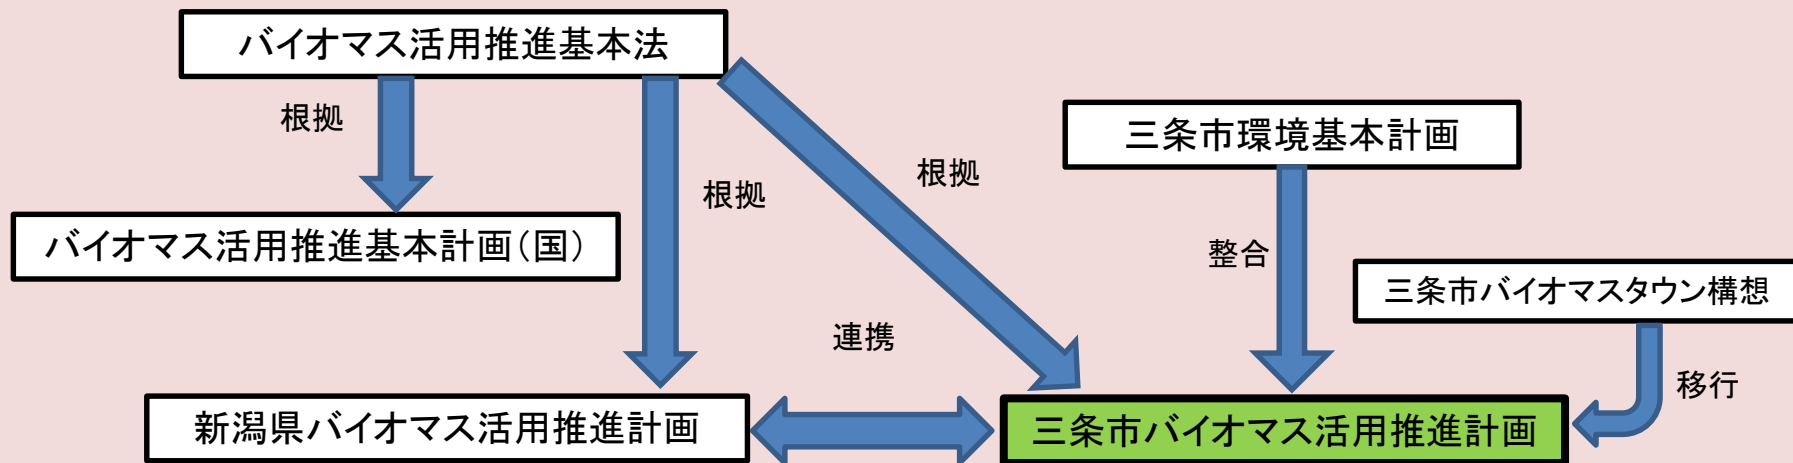 バイオマス活用推進基本法
根拠
三条市環境基本計画
根拠
根拠
バイオマス活用推進基本計画(国)
整合
三条市バイオマスタウン構想
連携
移行
新潟県バイオマス活用推進計画
三条市バイオマス活用推進計画